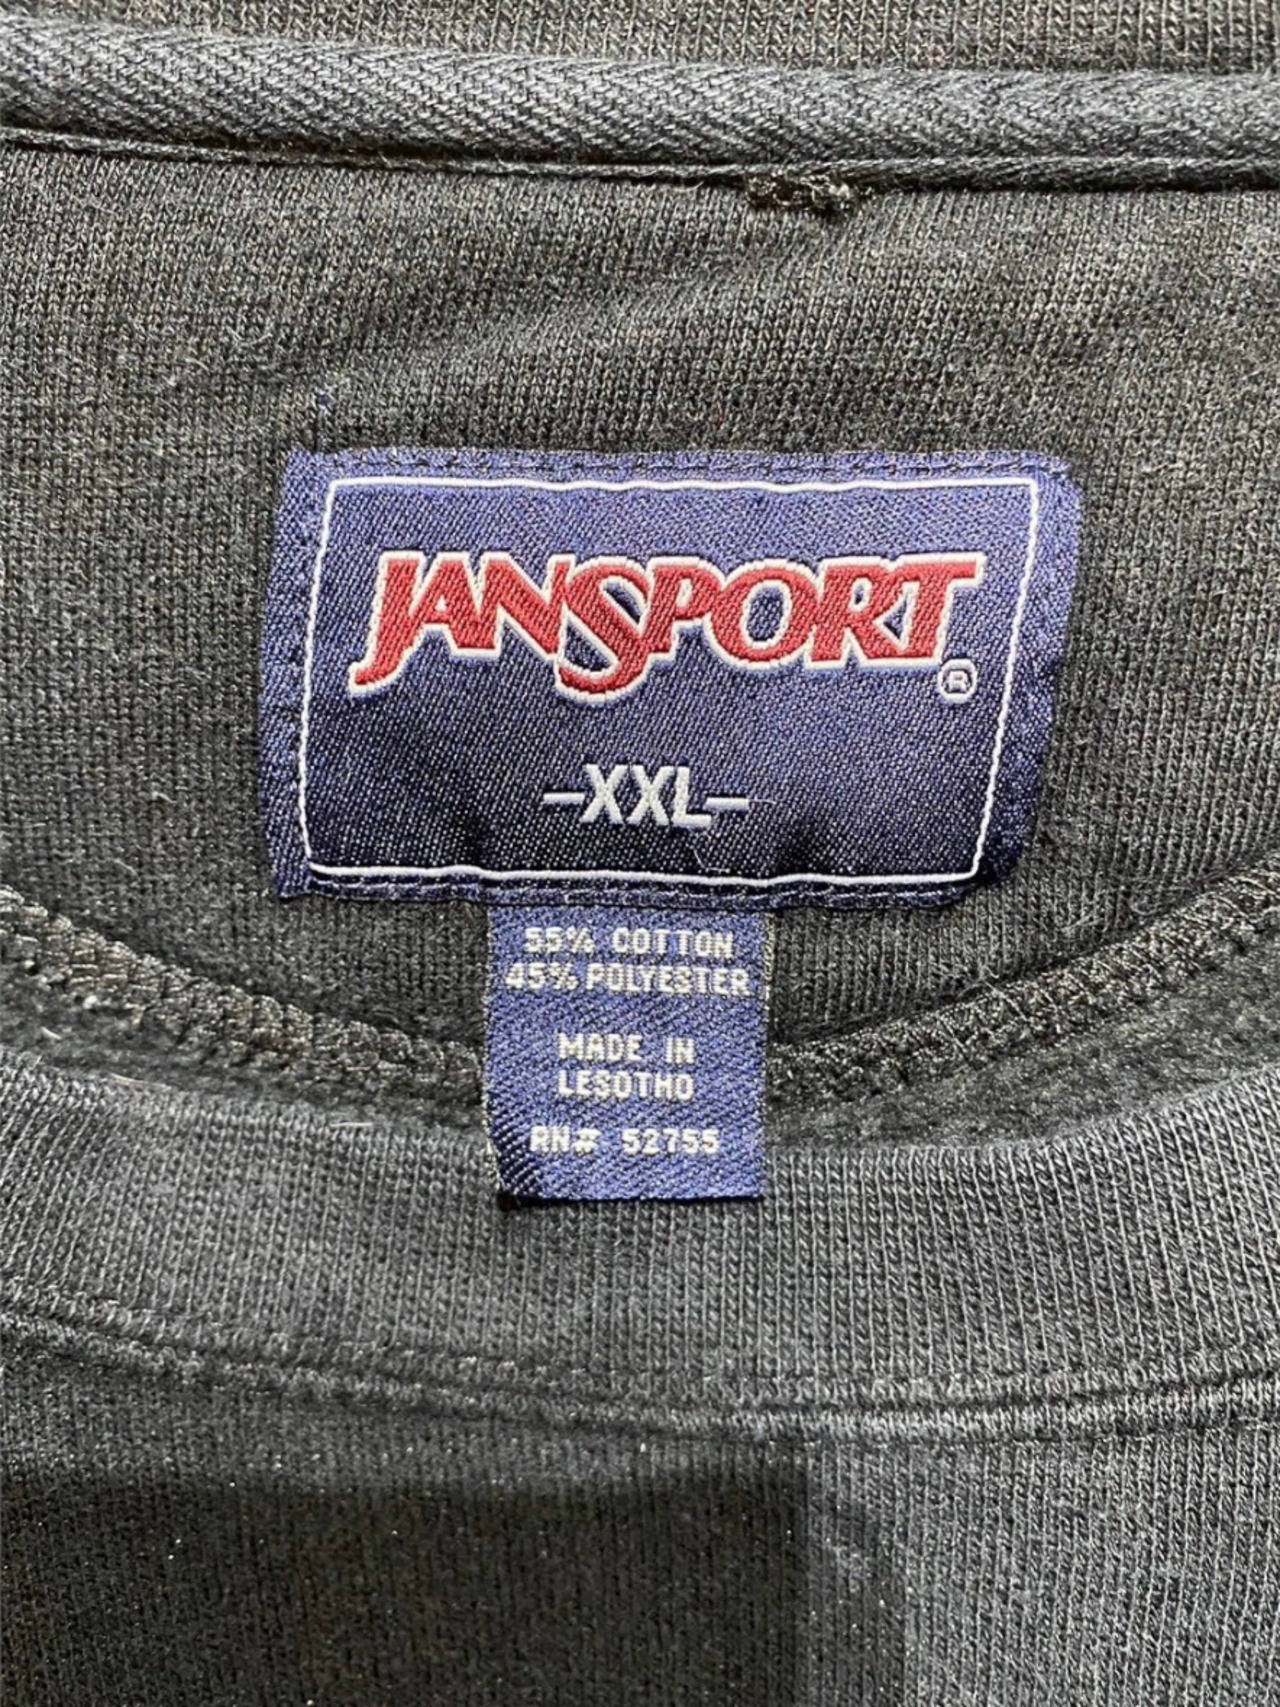 JANSPORT
®
-XXL-
55% COTTON
45% POLYESTER
MADE IN
LESOTHO
RN# 52755